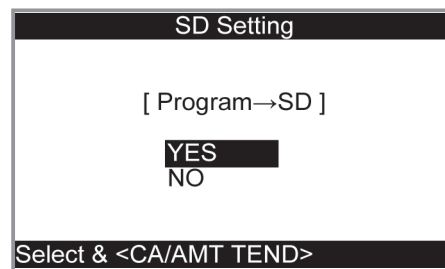 SD Setting
[ Program→SD ]
YES
NO
Select & <CA/AMT TEND>